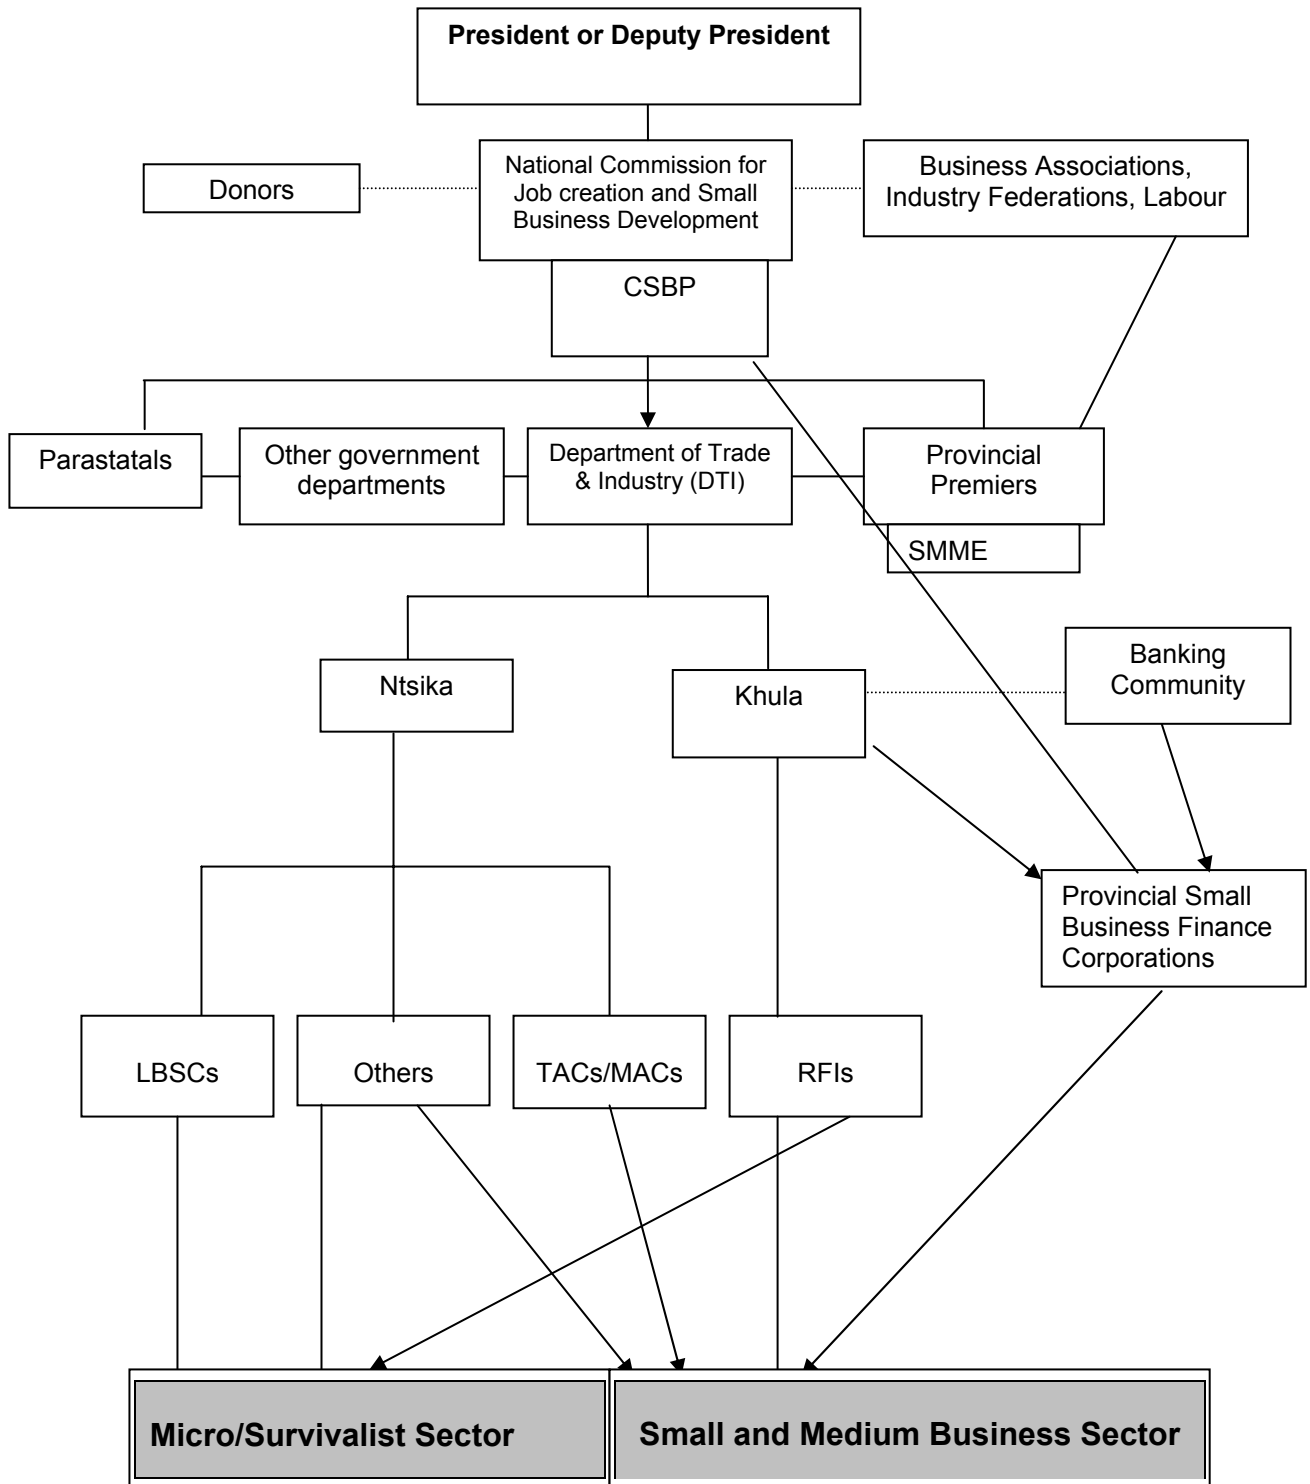 President or Deputy President
Donors
National Commission for
Job creation and Small
Business Development
Business Associations,
Industry Federations, Labour
CSBP
Parastatals
Other government
departments
Department of Trade
& Industry (DTI)
Provincial
Premiers
SMME
Ntsika
Khula
Banking
Community
Provincial Small
Business Finance
Corporations
LBSCs
Others
TACs/MACs
RFIs
Micro/Survivalist Sector
Small and Medium Business Sector